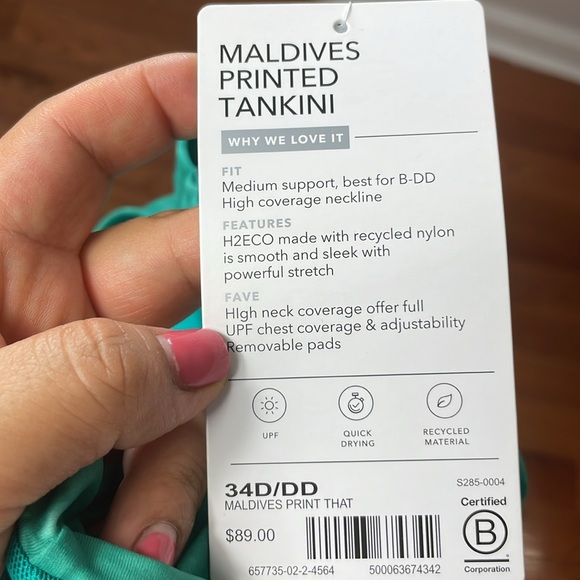 MALDIVES
PRINTED
TANKINI
WHY WE LOVE IT
FIT
Medium support, best for B-DD
High coverage neckline
FEATURES
H2ECO made with recycled nylon
is smooth and sleek with
powerful stretch
FAVE
HIgh neck coverage offer full
UPF chest coverage & adjustability
Removable pads
UPF
QUICK
DRYING
RECYCLED
MATERIAL
34D/DD
MALDIVES PRINT THAT
$89.00
657735-02-2-4564
500063674342
S285-0004
Certified
B
Corporation